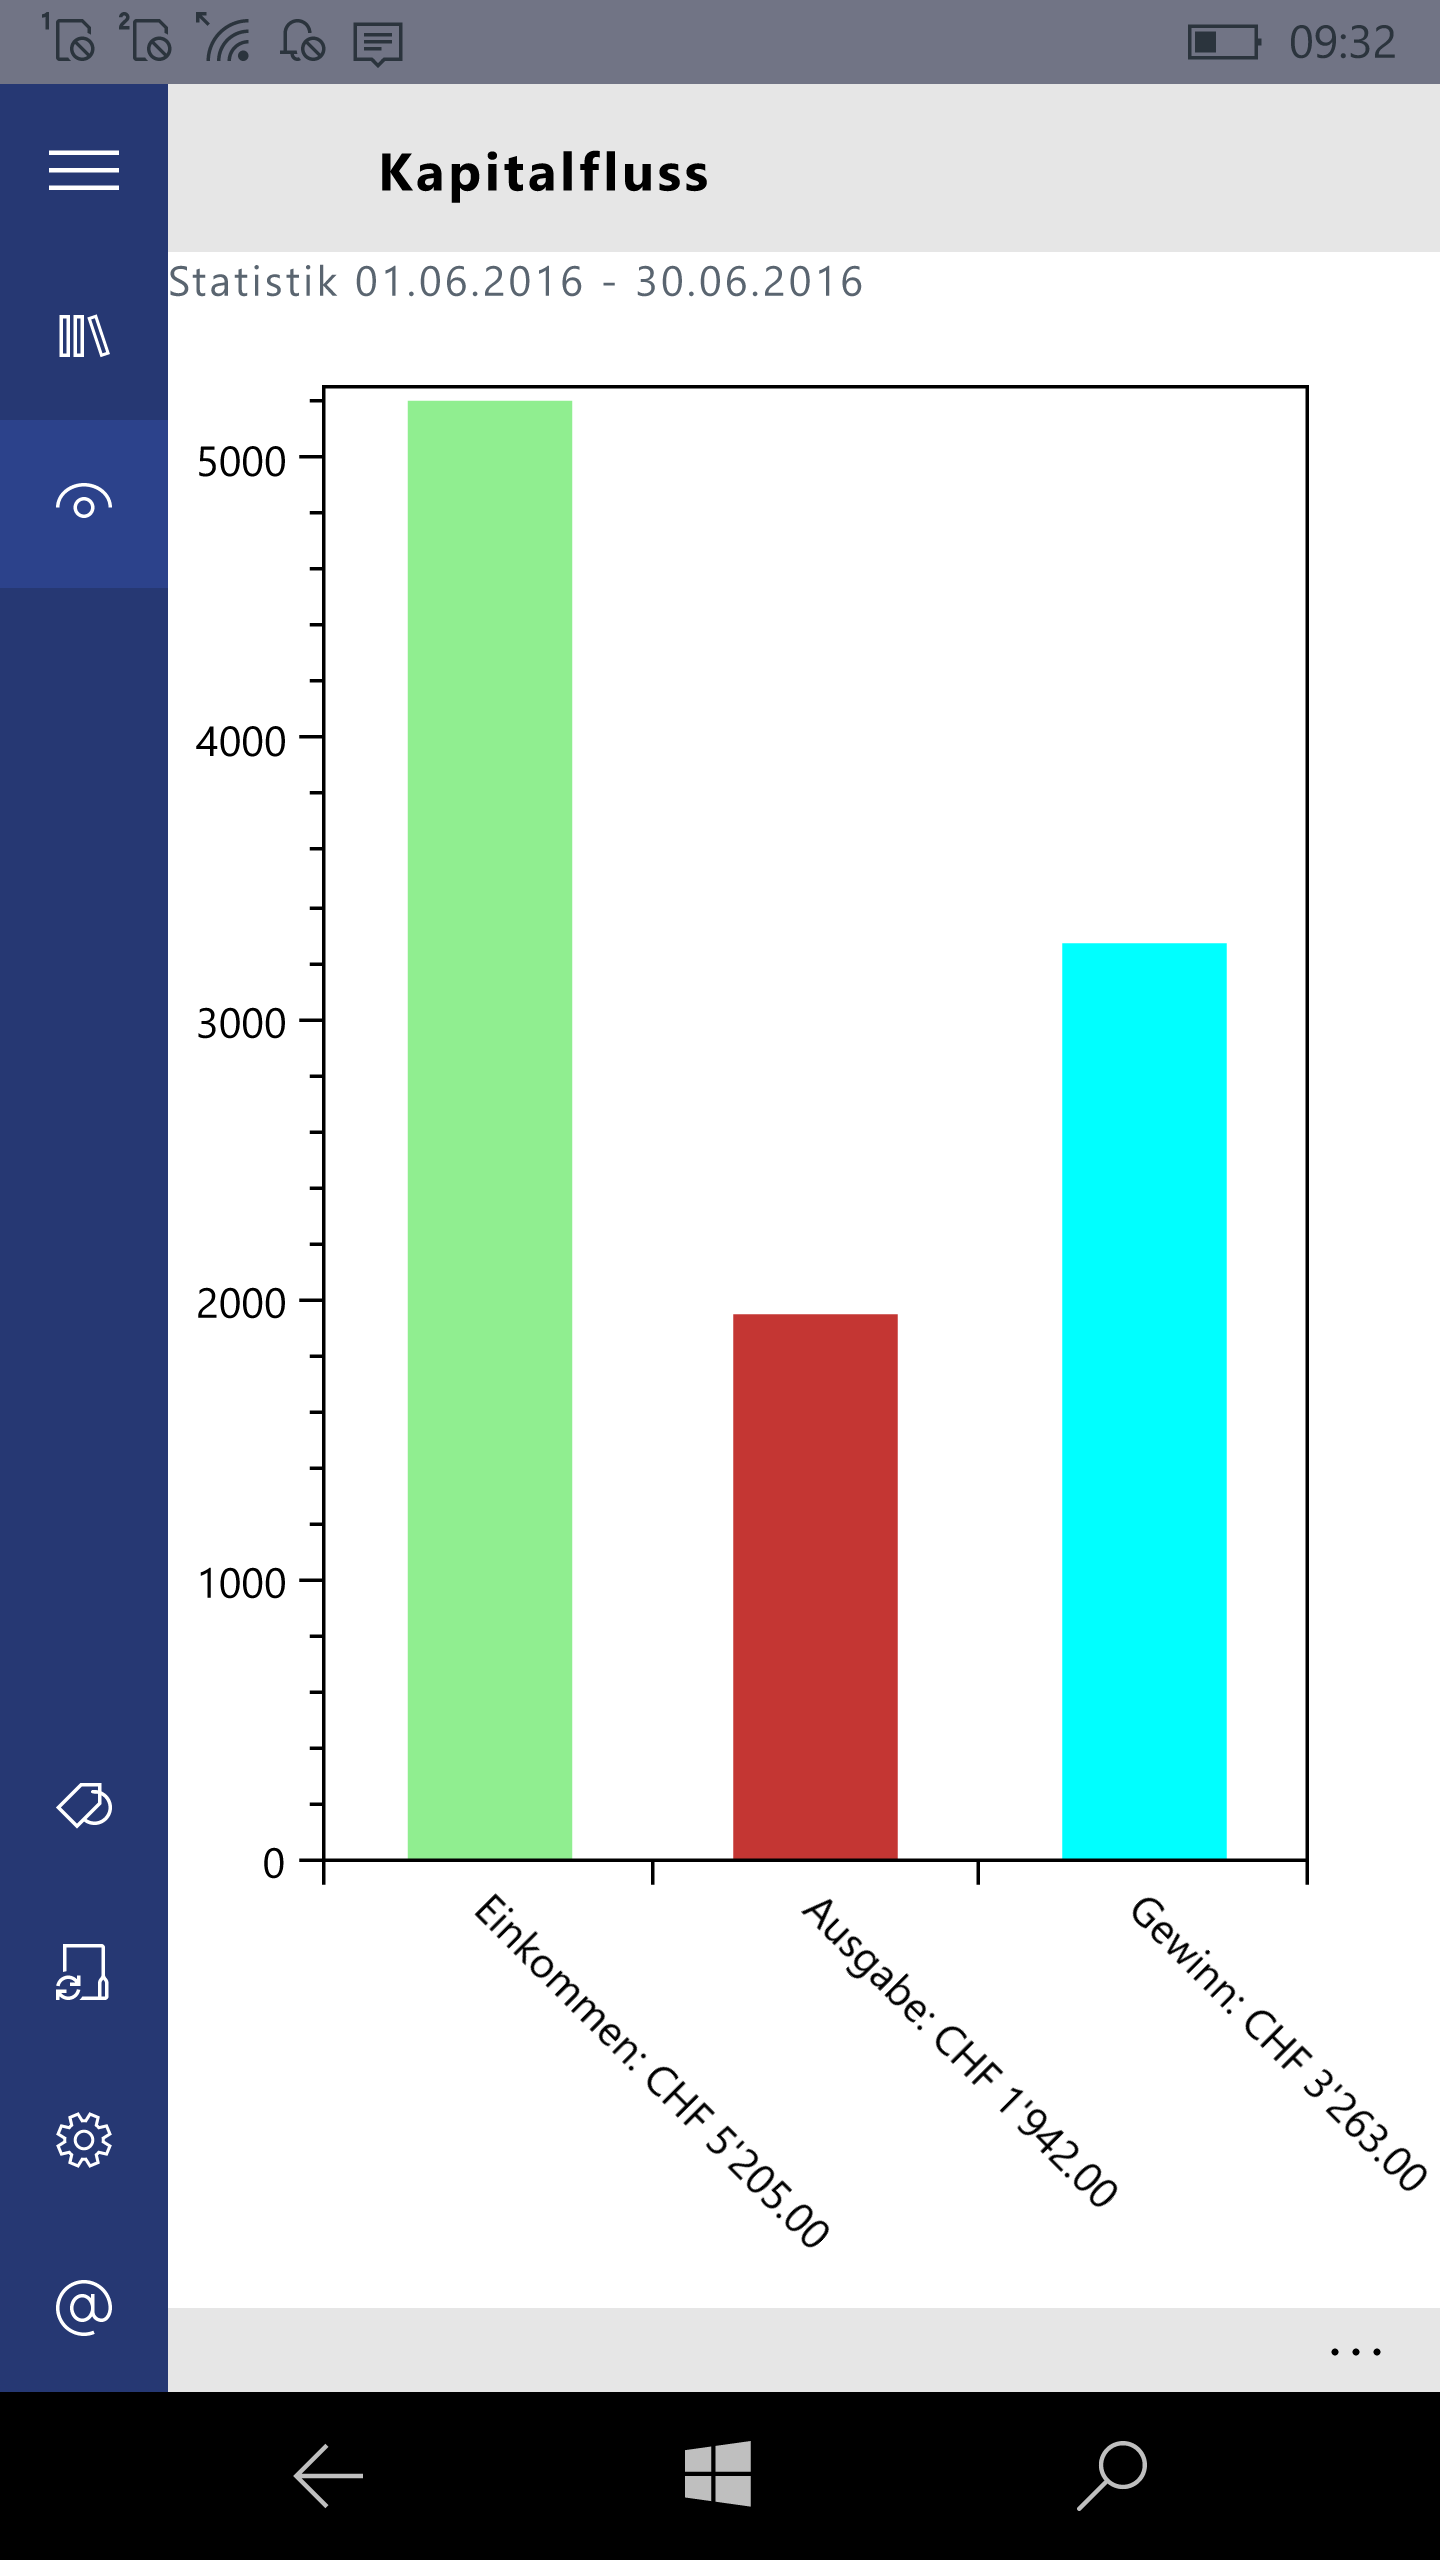 1 2 09:32
Kapitalfluss
Statistik 01.06.2016 - 30.06.2016
5000
4000
3000
2000
1000
0
Einkommen: CHF 5'205.00
Ausgabe: CHF 1'942.00
Gewinn: CHF 3'263.00
@
...